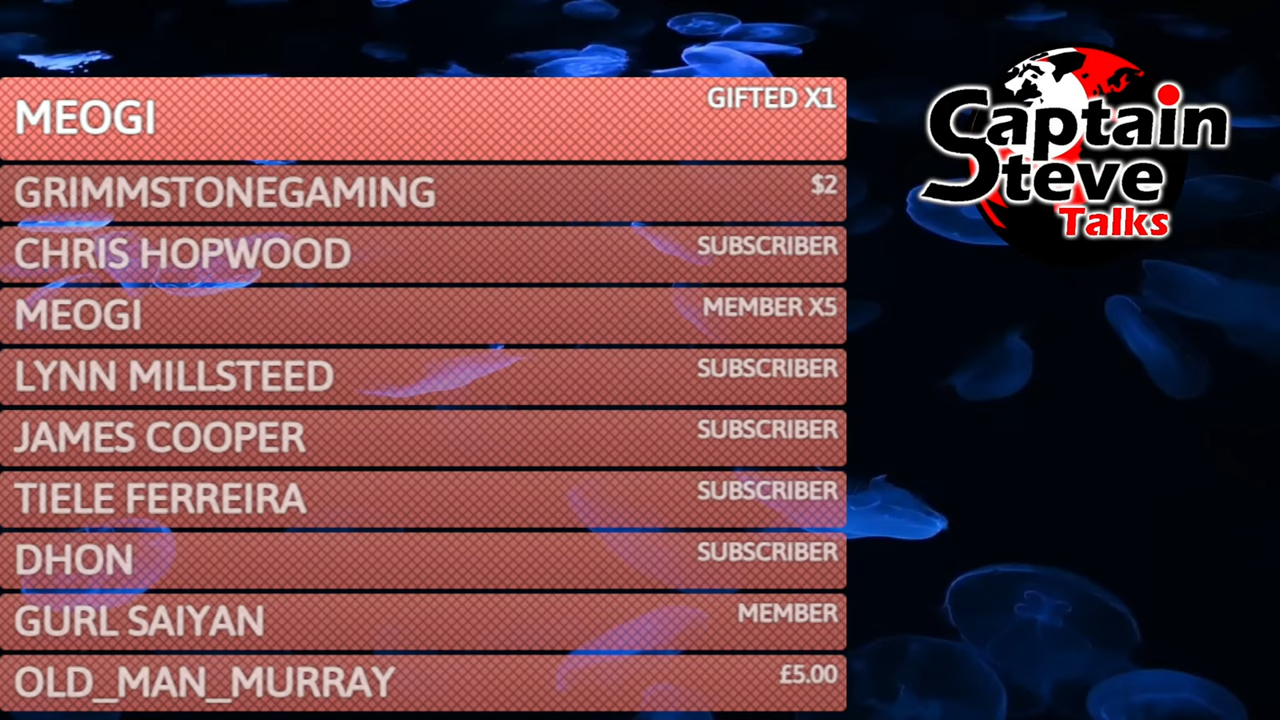 MEOGI GIFTED X1
GRIMMSTONEGAMING $2
CHRIS HOPWOOD SUBSCRIBER
MEOGI MEMBER X5
LYNN MILLSTEED SUBSCRIBER
JAMES COOPER SUBSCRIBER
TIELE FERREIRA SUBSCRIBER
DHON SUBSCRIBER
GURL SAIYAN MEMBER
OLD_MAN_MURRAY £5.00
Captain
Steve
Talks